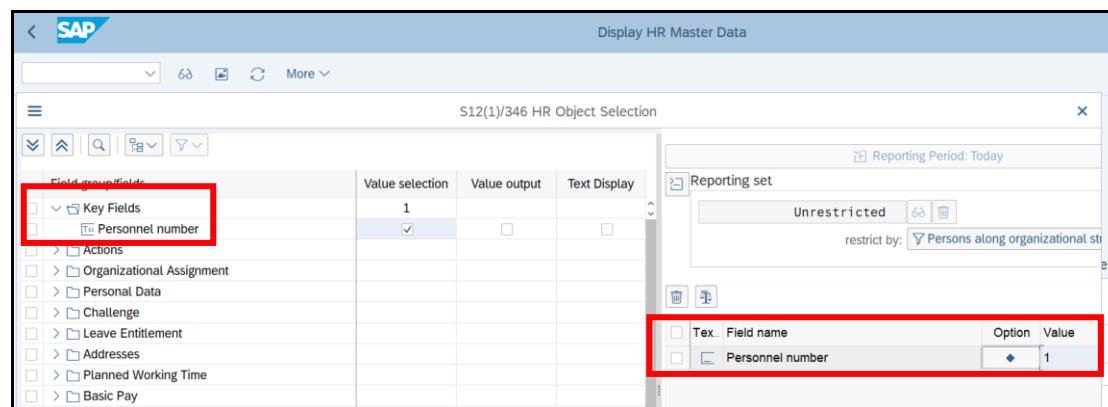 SAP
Display HR Master Data
More
S12(1)/346 HR Object Selection
Reporting Period: Today
Field group/fields Value selection Value output Text Display
Reporting set
Key Fields 1
Unrestricted
Personnel number
restrict by: Persons along organizational str
Actions
Organizational Assignment
Personal Data
Challenge
Leave Entitlement
Tex.. Field name Option Value
Addresses
Personnel number 1
Planned Working Time
Basic Pay